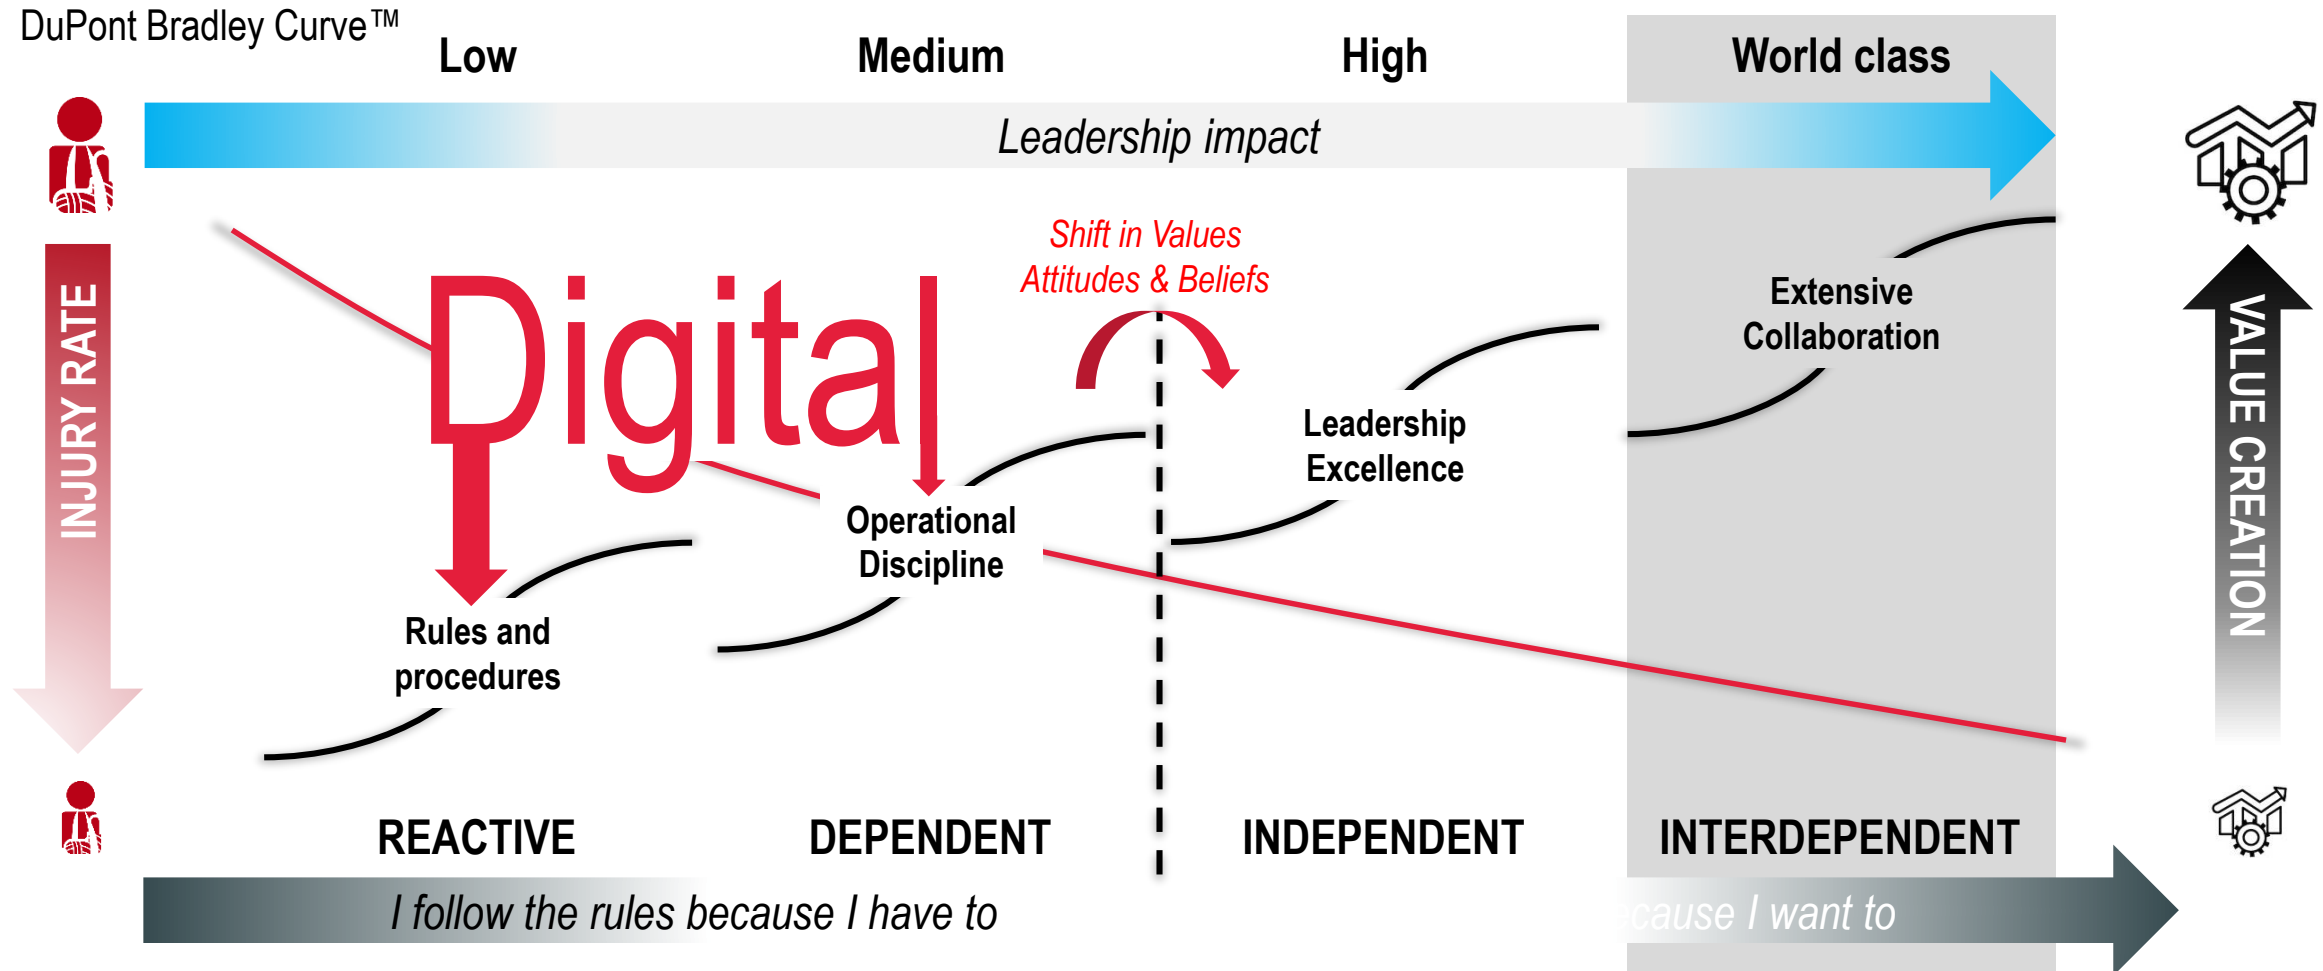 DuPont Bradley Curve™
Low
Medium
High
World class
Leadership impact
Shift in Values
Attitudes & Beliefs
Digital
INJURY RATE
VALUE CREATION
Extensive
Collaboration
Leadership
Excellence
Operational
Discipline
Rules and
procedures
REACTIVE
DEPENDENT
INDEPENDENT
INTERDEPENDENT
I follow the rules because I have to
I want to